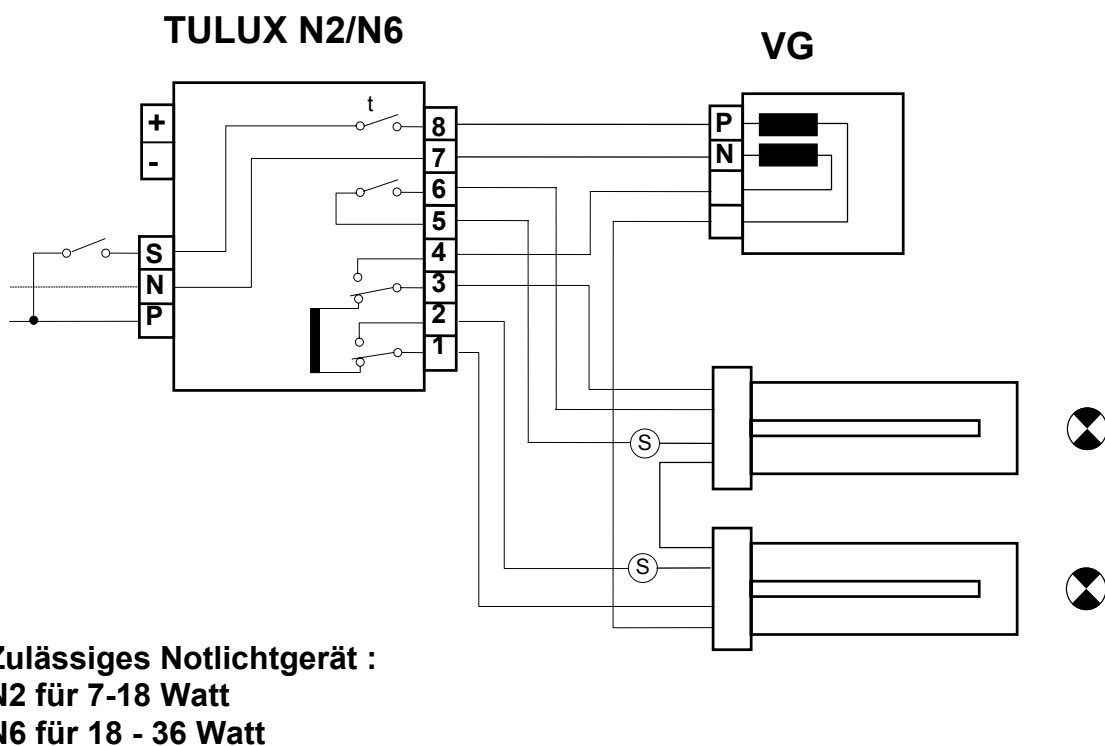 TULUX N2/N6
VG
+
-
S
N
P
t
8
7
6
5
4
3
2
1
P
N
S
S
Zulässiges Notlichtgerät :
N2 für 7-18 Watt
N6 für 18 - 36 Watt